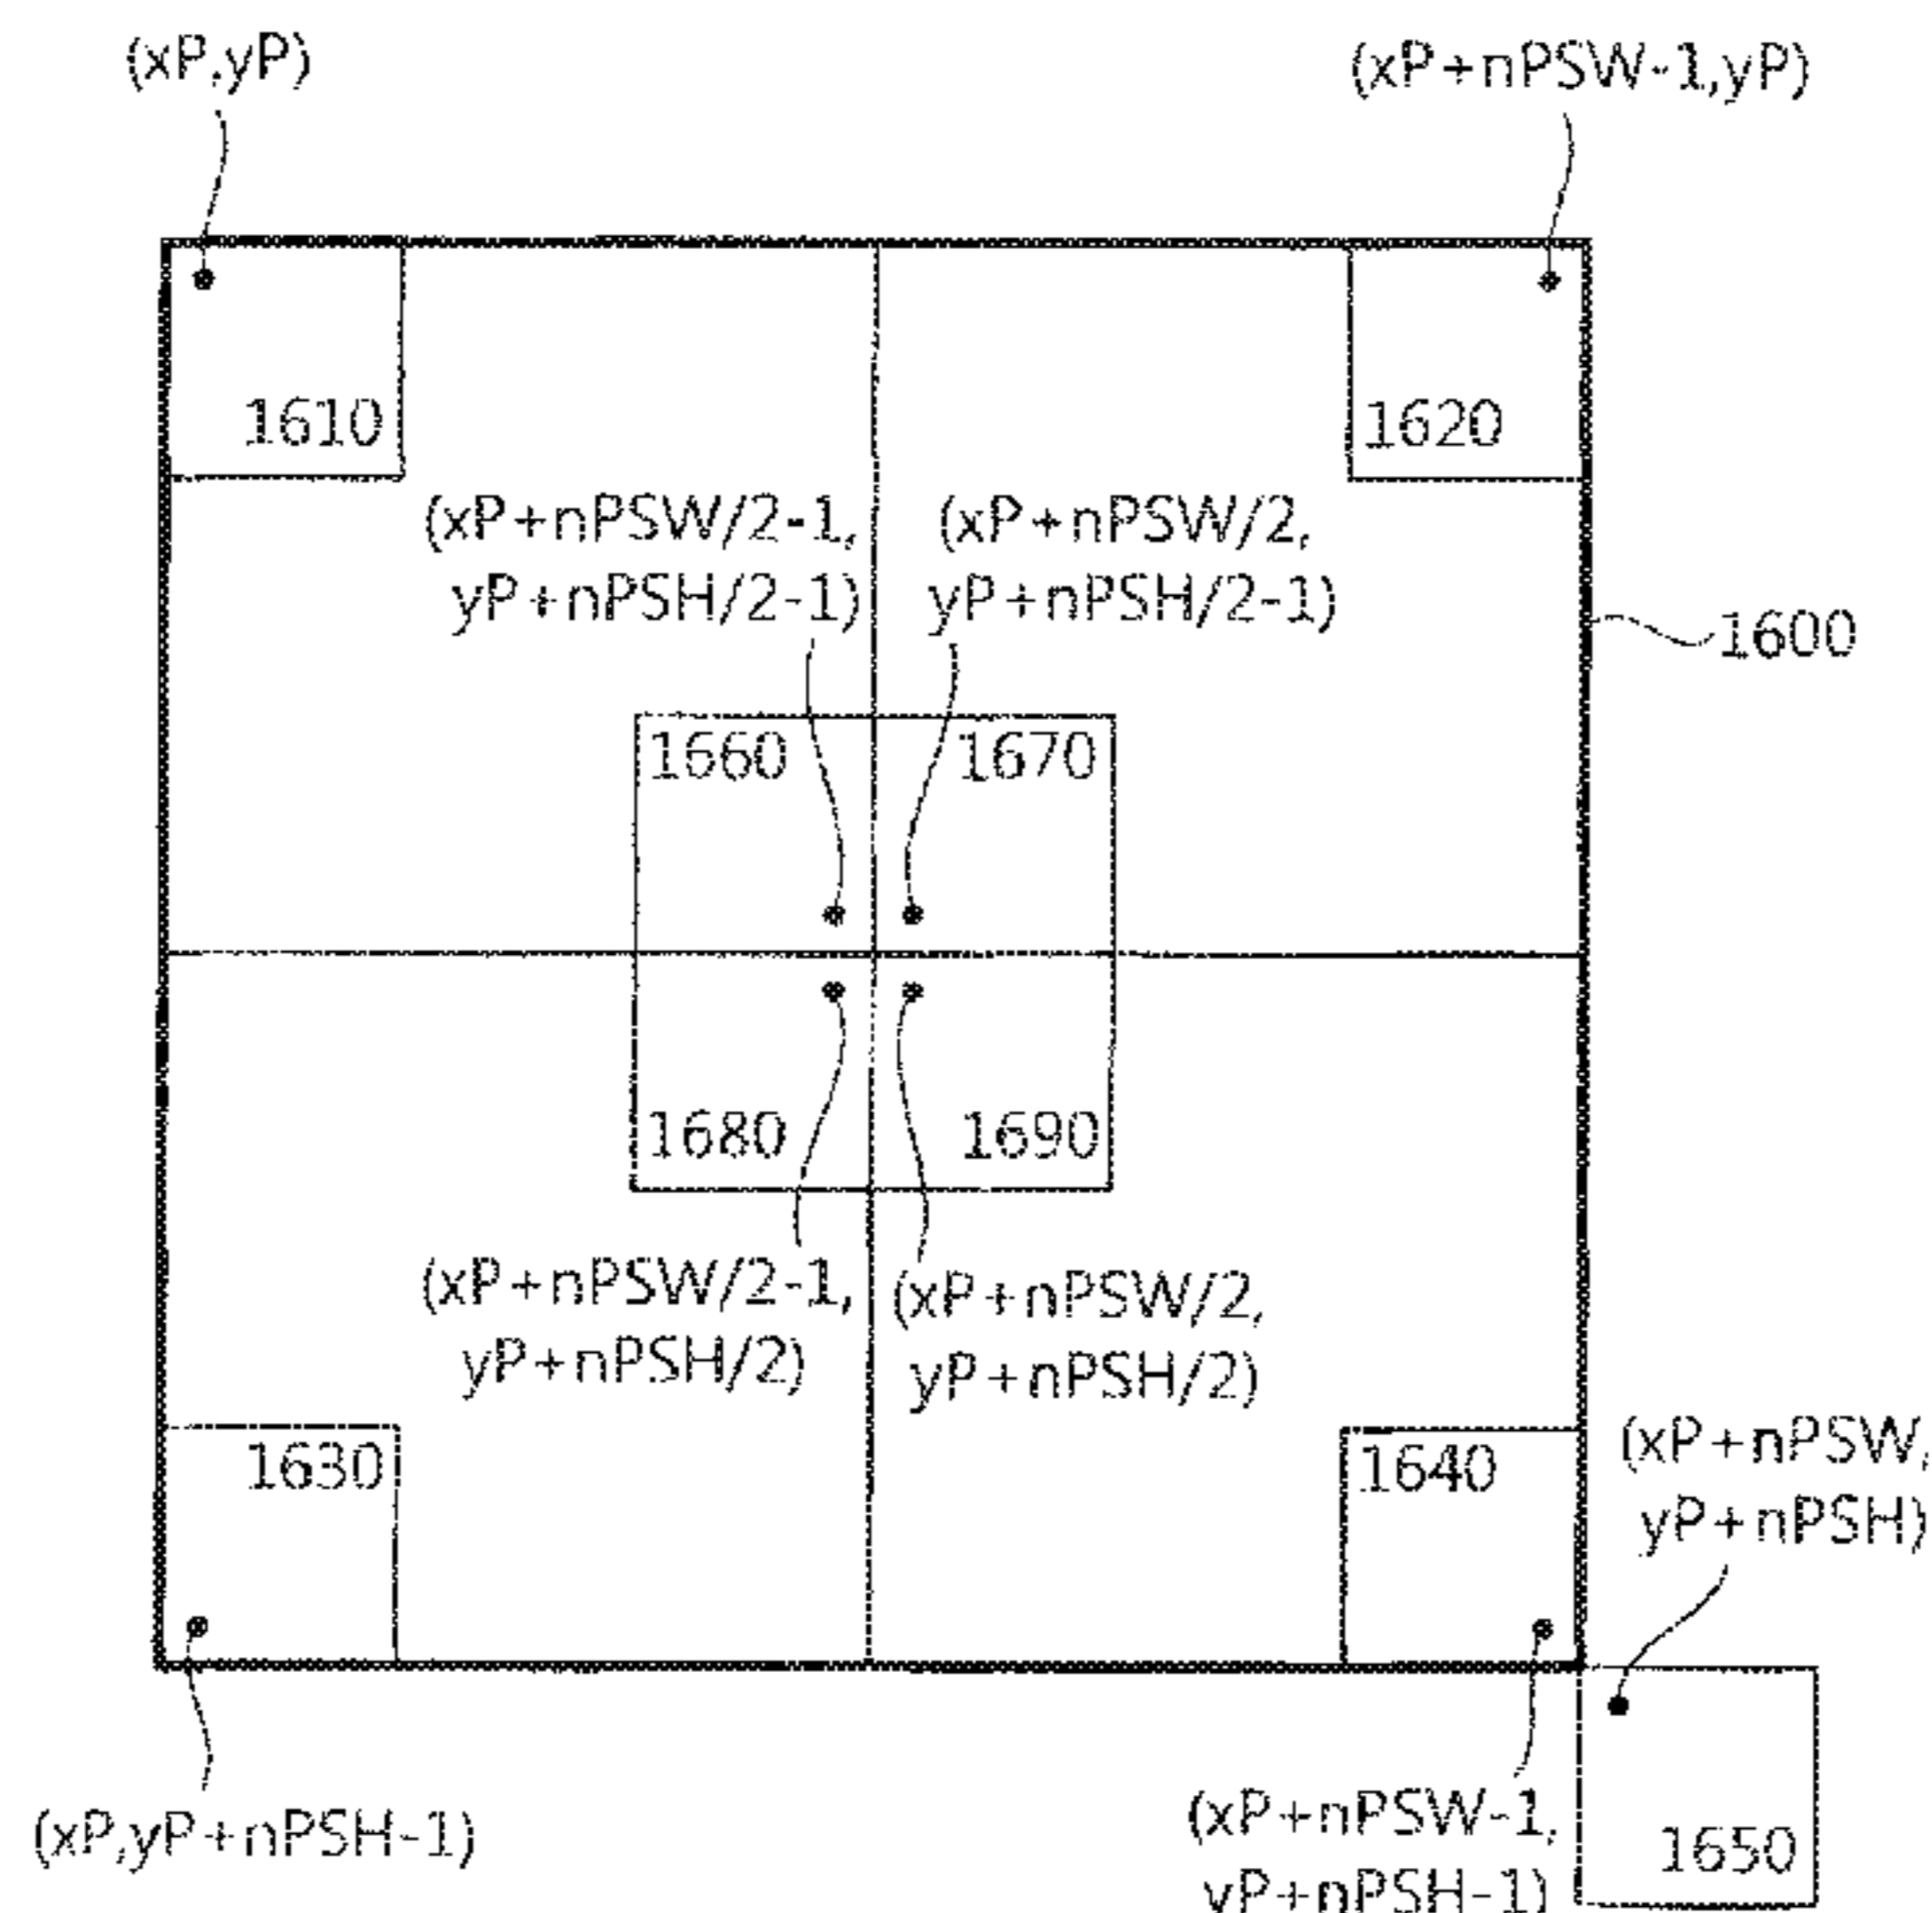 (xP,yP)
(xP+nPSW-1,yP)
1610
1620
(xP+nPSW/2-1,
yP+nPSH/2-1)
(xP+nPSW/2,
yP+nPSH/2-1)
1600
1660
1670
1680
1690
(xP+nPSW/2-1,
yP+nPSH/2)
(xP+nPSW/2,
yP+nPSH/2)
1630
1640
(xP+nPSW,
yP+nPSH)
(xP,yP+nPSH-1)
(xP+nPSW-1,
yP+nPSH-1)
1650